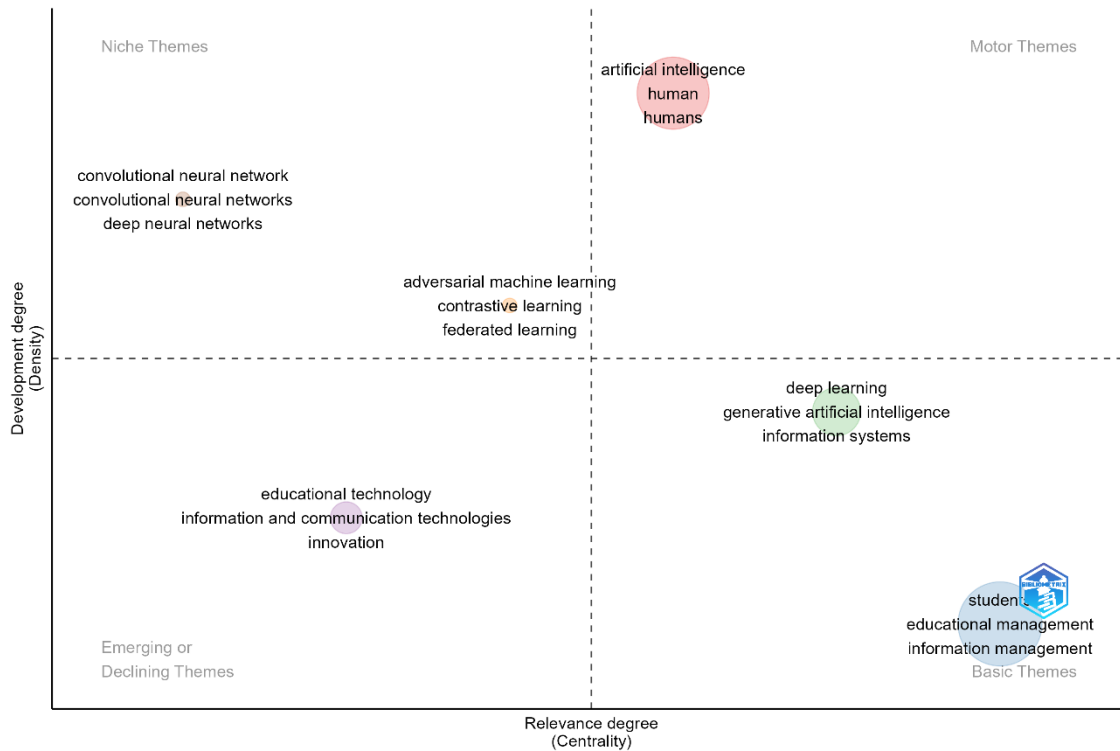 Niche Themes
Motor Themes
artificial intelligence
human
humans
convolutional neural network
convolutional neural networks
deep neural networks
adversarial machine learning
contrastive learning
federated learning
Development degree
(Density)
deep learning
generative artificial intelligence
information systems
educational technology
information and communication technologies
innovation
BIBLIOMETRIX
students
educational management
information management
Emerging or
Declining Themes
Basic Themes
Relevance degree
(Centrality)